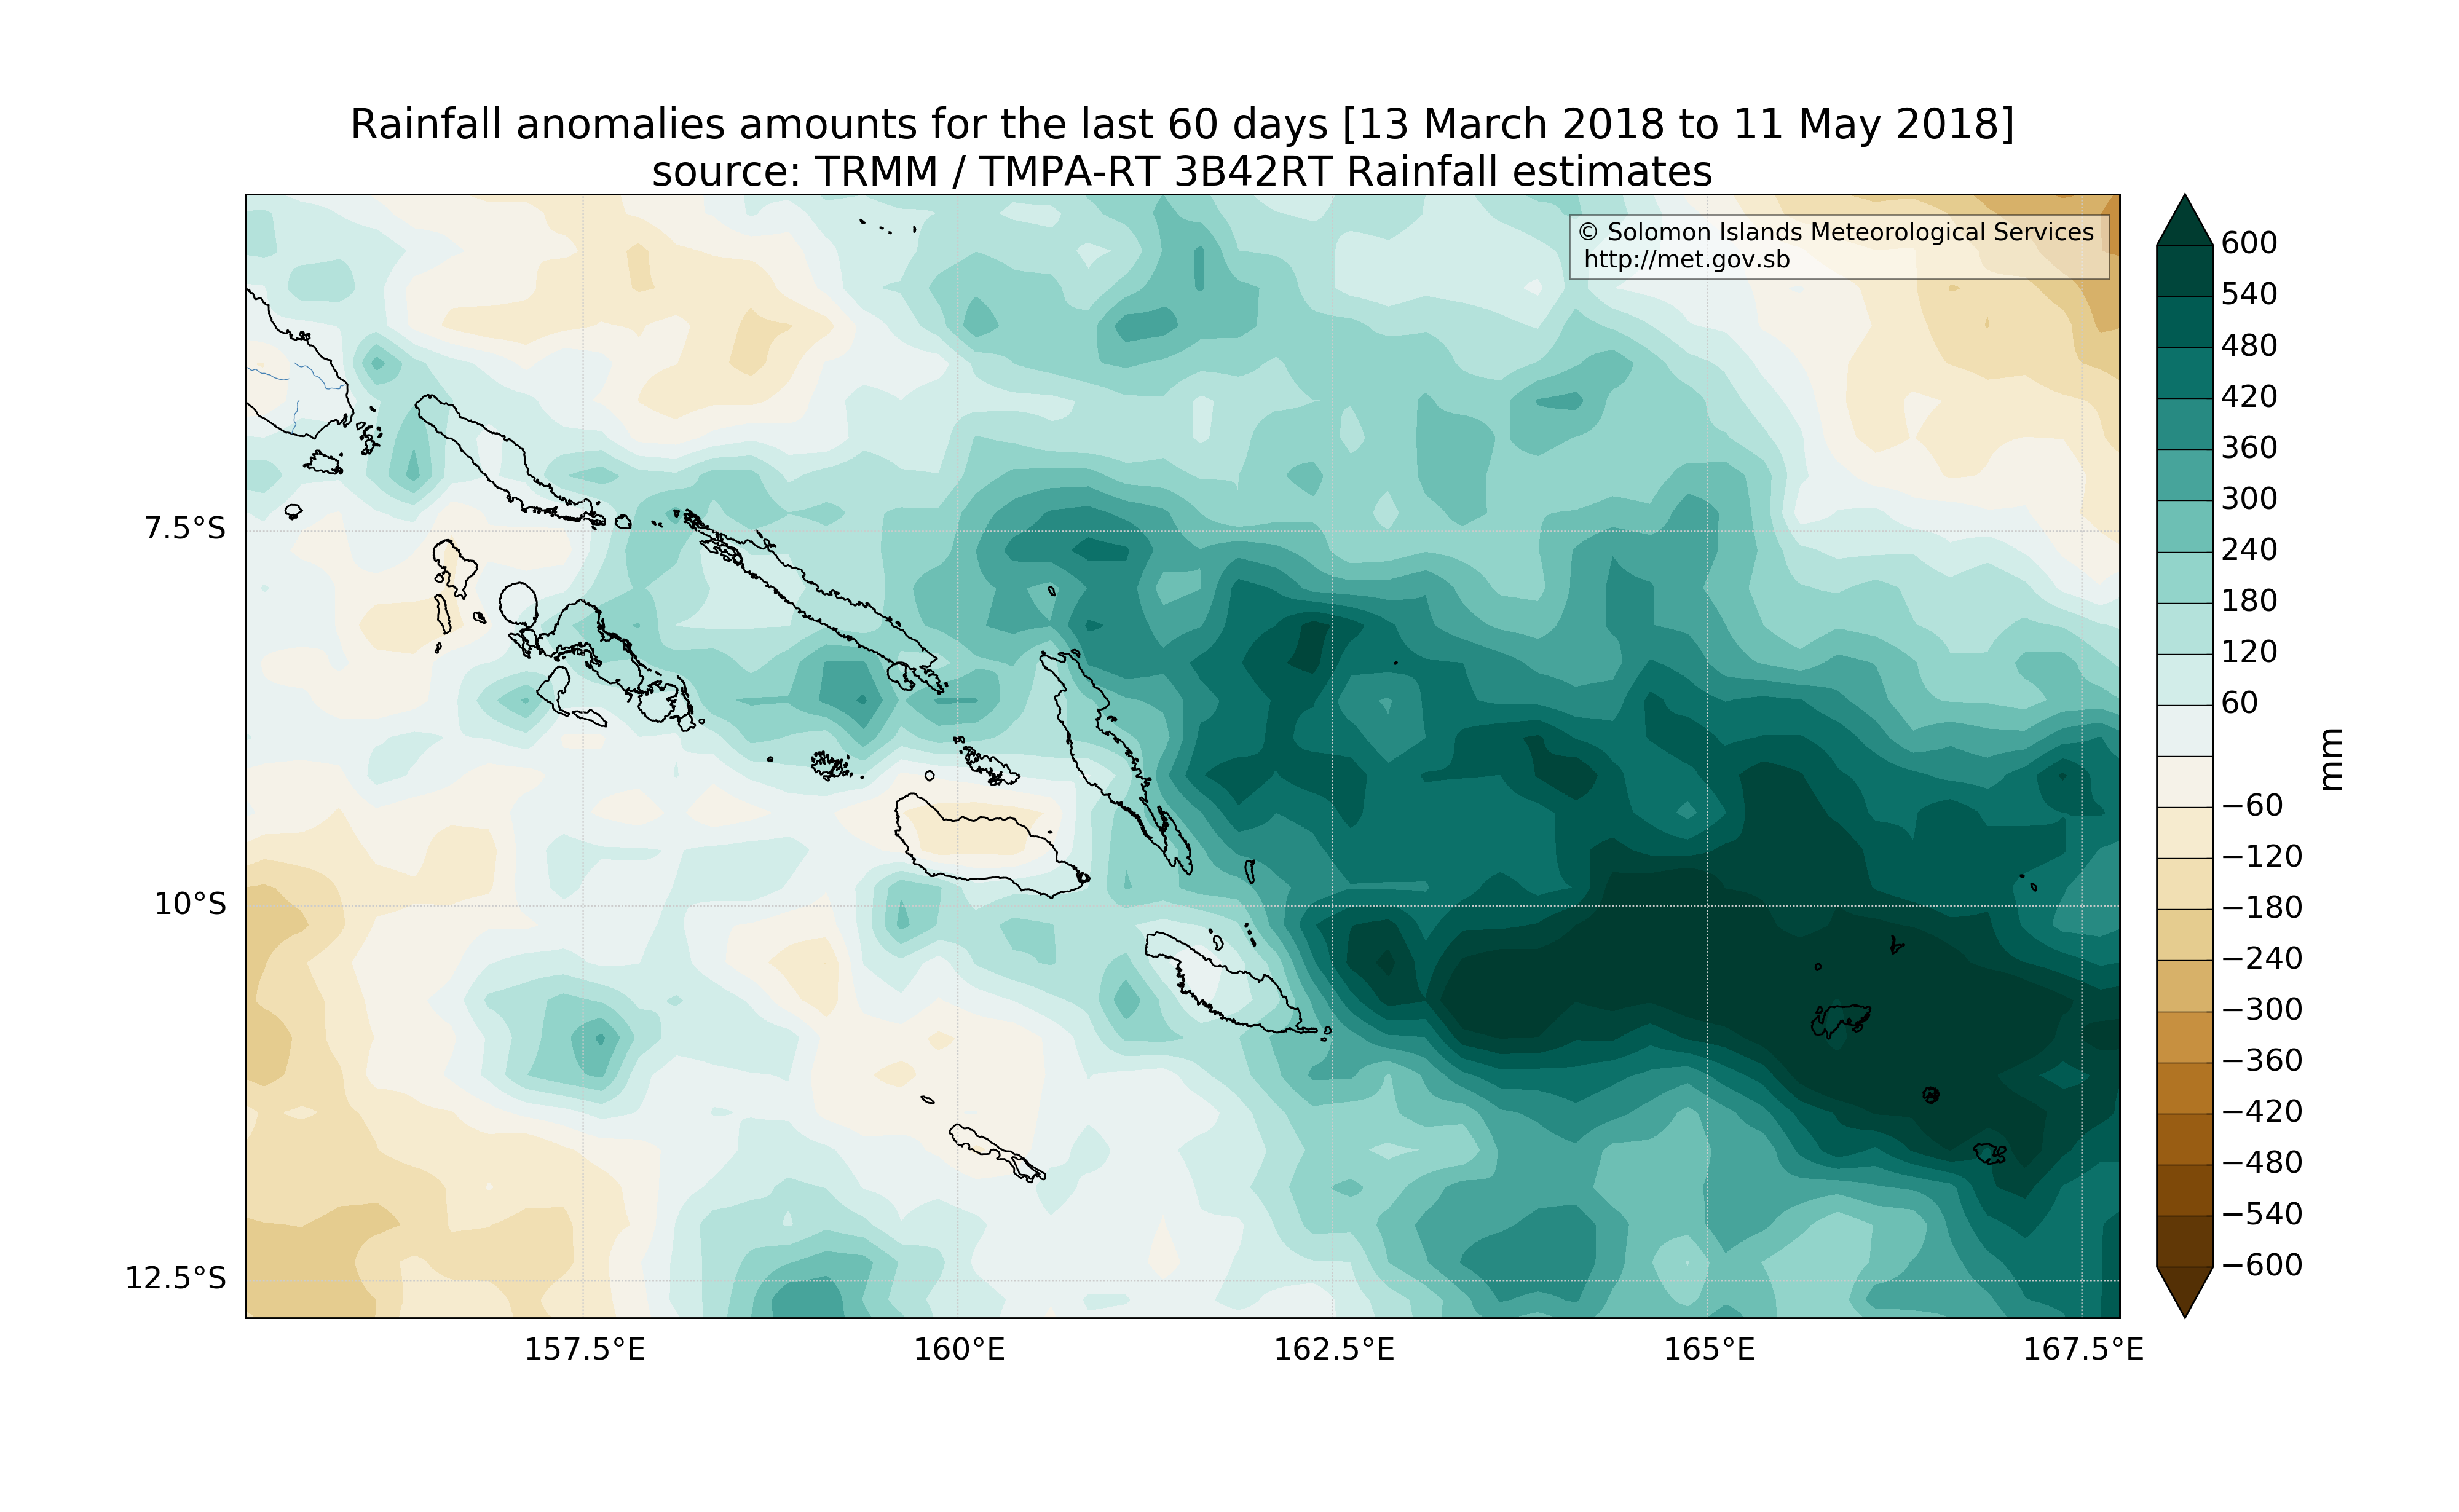 Rainfall anomalies amounts for the last 60 days [13 March 2018 to 11 May 2018]
source: TRMM / TMPA-RT 3B42RT Rainfall estimates
© Solomon Islands Meteorological Services
http://met.gov.sb
7.5°S
10°S
12.5°S
157.5°E
160°E
162.5°E
165°E
167.5°E
600
540
480
420
360
300
240
180
120
60
−60
−120
−180
−240
−300
−360
−420
−480
−540
−600
mm